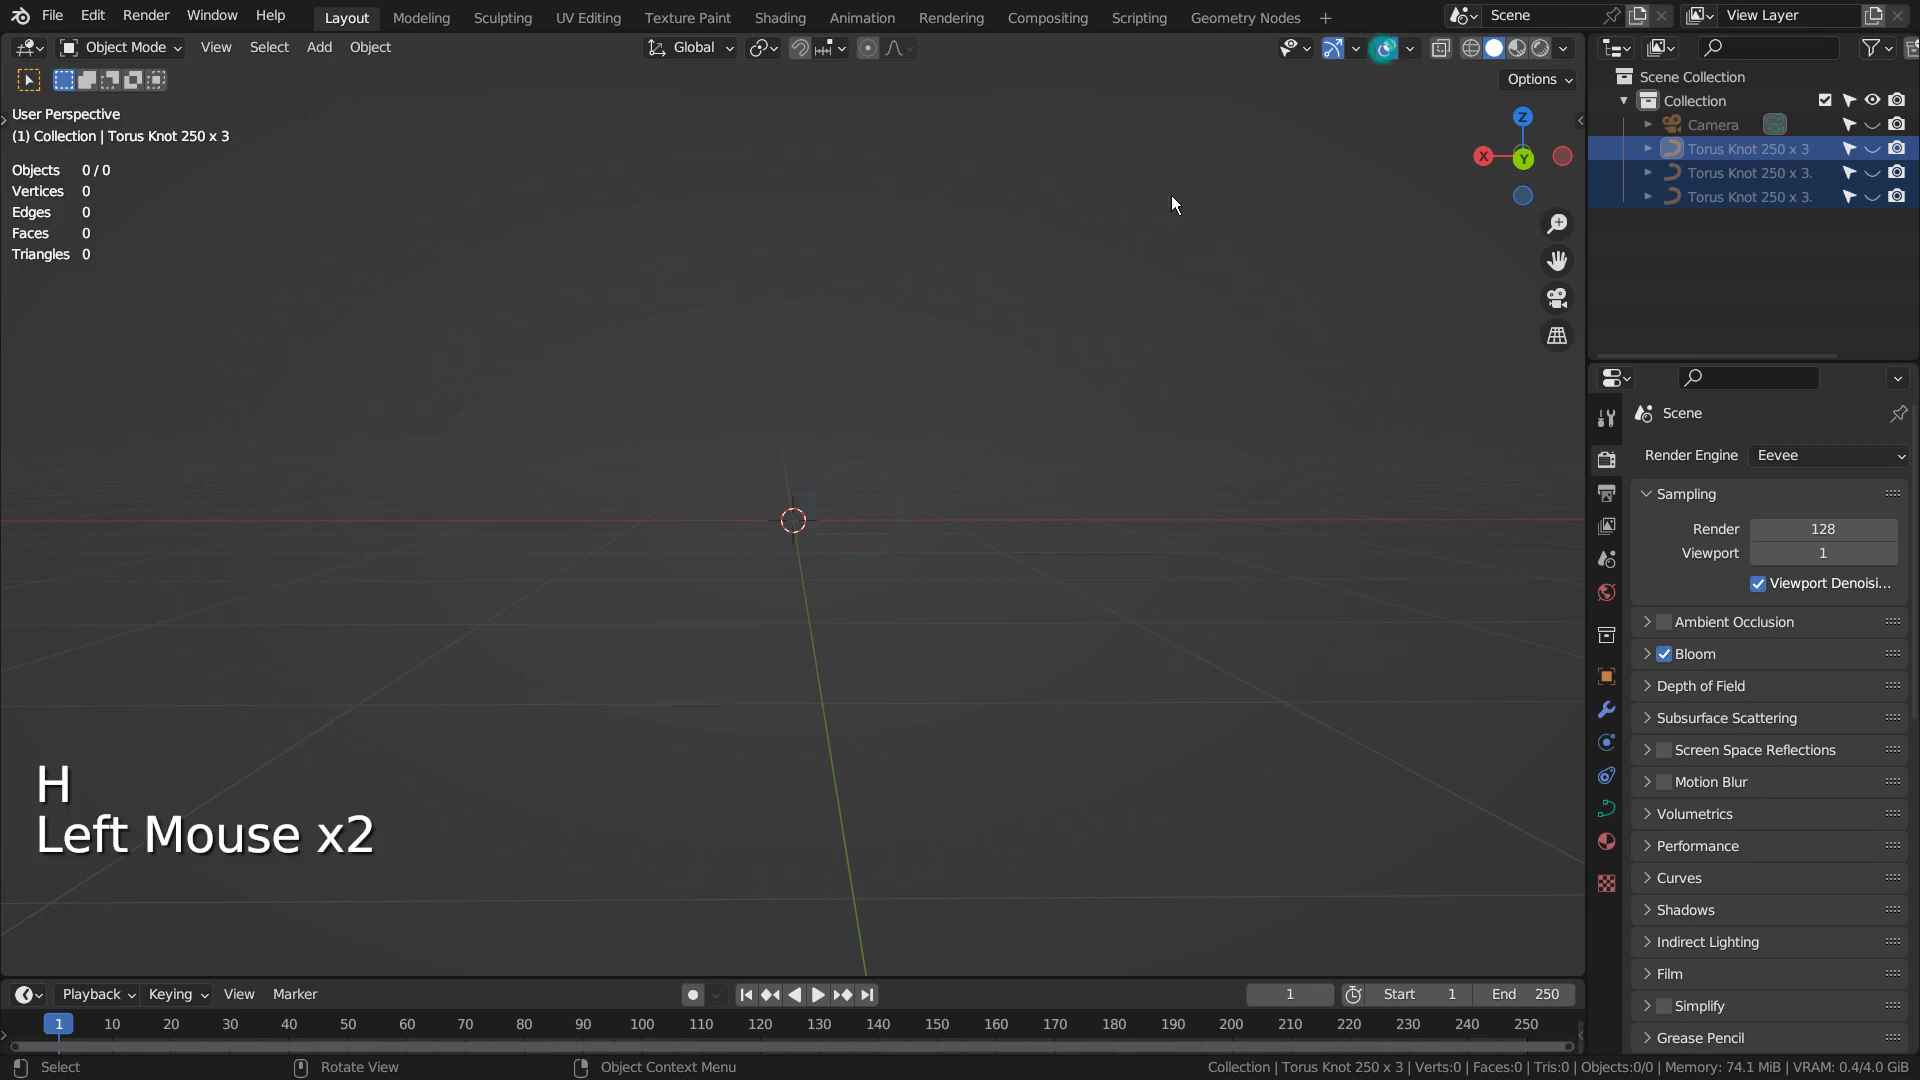 File Edit Render Window Help Layout Modeling Sculpting UV Editing Texture Paint Shading Animation Rendering Compositing Scripting Geometry Nodes Scene View Layer
Object Mode View Select Add Object Global
Options
User Perspective
(1) Collection | Torus Knot 250 x 3
Objects 0 / 0
Vertices 0
Edges 0
Faces 0
Triangles 0
Z
X
Y
H
Left Mouse x2
Scene Collection
Collection
Camera
Torus Knot 250 x 3
Torus Knot 250 x 3.
Torus Knot 250 x 3.
Scene
Render Engine Eevee
Sampling
Render 128
Viewport 1
Viewport Denoisi...
Ambient Occlusion
Bloom
Depth of Field
Subsurface Scattering
Screen Space Reflections
Motion Blur
Volumetrics
Performance
Curves
Shadows
Indirect Lighting
Film
Simplify
Grease Pencil
Playback Keying View Marker 1 Start 1 End 250
1 10 20 30 40 50 60 70 80 90 100 110 120 130 140 150 160 170 180 190 200 210 220 230 240 250
Select Rotate View Object Context Menu Collection | Torus Knot 250 x 3 | Verts:0 | Faces:0 | Tris:0 | Objects:0/0 | Memory: 74.1 MiB | VRAM: 0.4/4.0 GiB